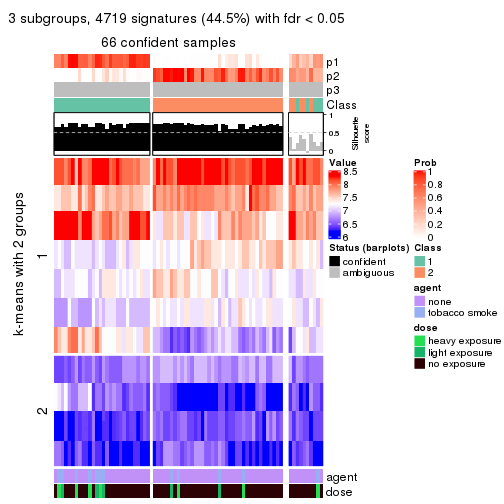 3 subgroups, 4719 signatures (44.5%) with fdr < 0.05
66 confident samples
p1
p2
p3
Class
1
0.5
0
Silhouette
score
k-means with 2 groups
1
2
Value
8.5
8
7.5
7
6.5
6
Prob
1
0.8
0.6
0.4
0.2
0
Status (barplots)
confident
ambiguous
Class
1
2
agent
none
tobacco smoke
dose
heavy exposure
light exposure
no exposure
agent
dose